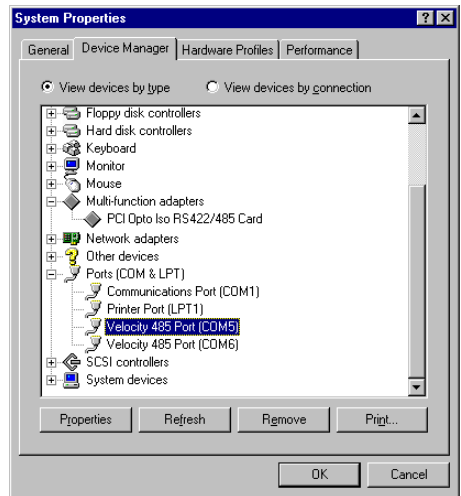 System Properties
General Device Manager Hardware Profiles Performance
View devices by type View devices by connection
Floppy disk controllers
Hard disk controllers
Keyboard
Monitor
Mouse
Multi-function adapters
PCI Opto Iso RS422/485 Card
Network adapters
Other devices
Ports (COM & LPT)
Communications Port (COM1)
Printer Port (LPT1)
Velocity 485 Port (COM5)
Velocity 485 Port (COM6)
SCSI controllers
System devices
Properties Refresh Remove Print...
OK Cancel